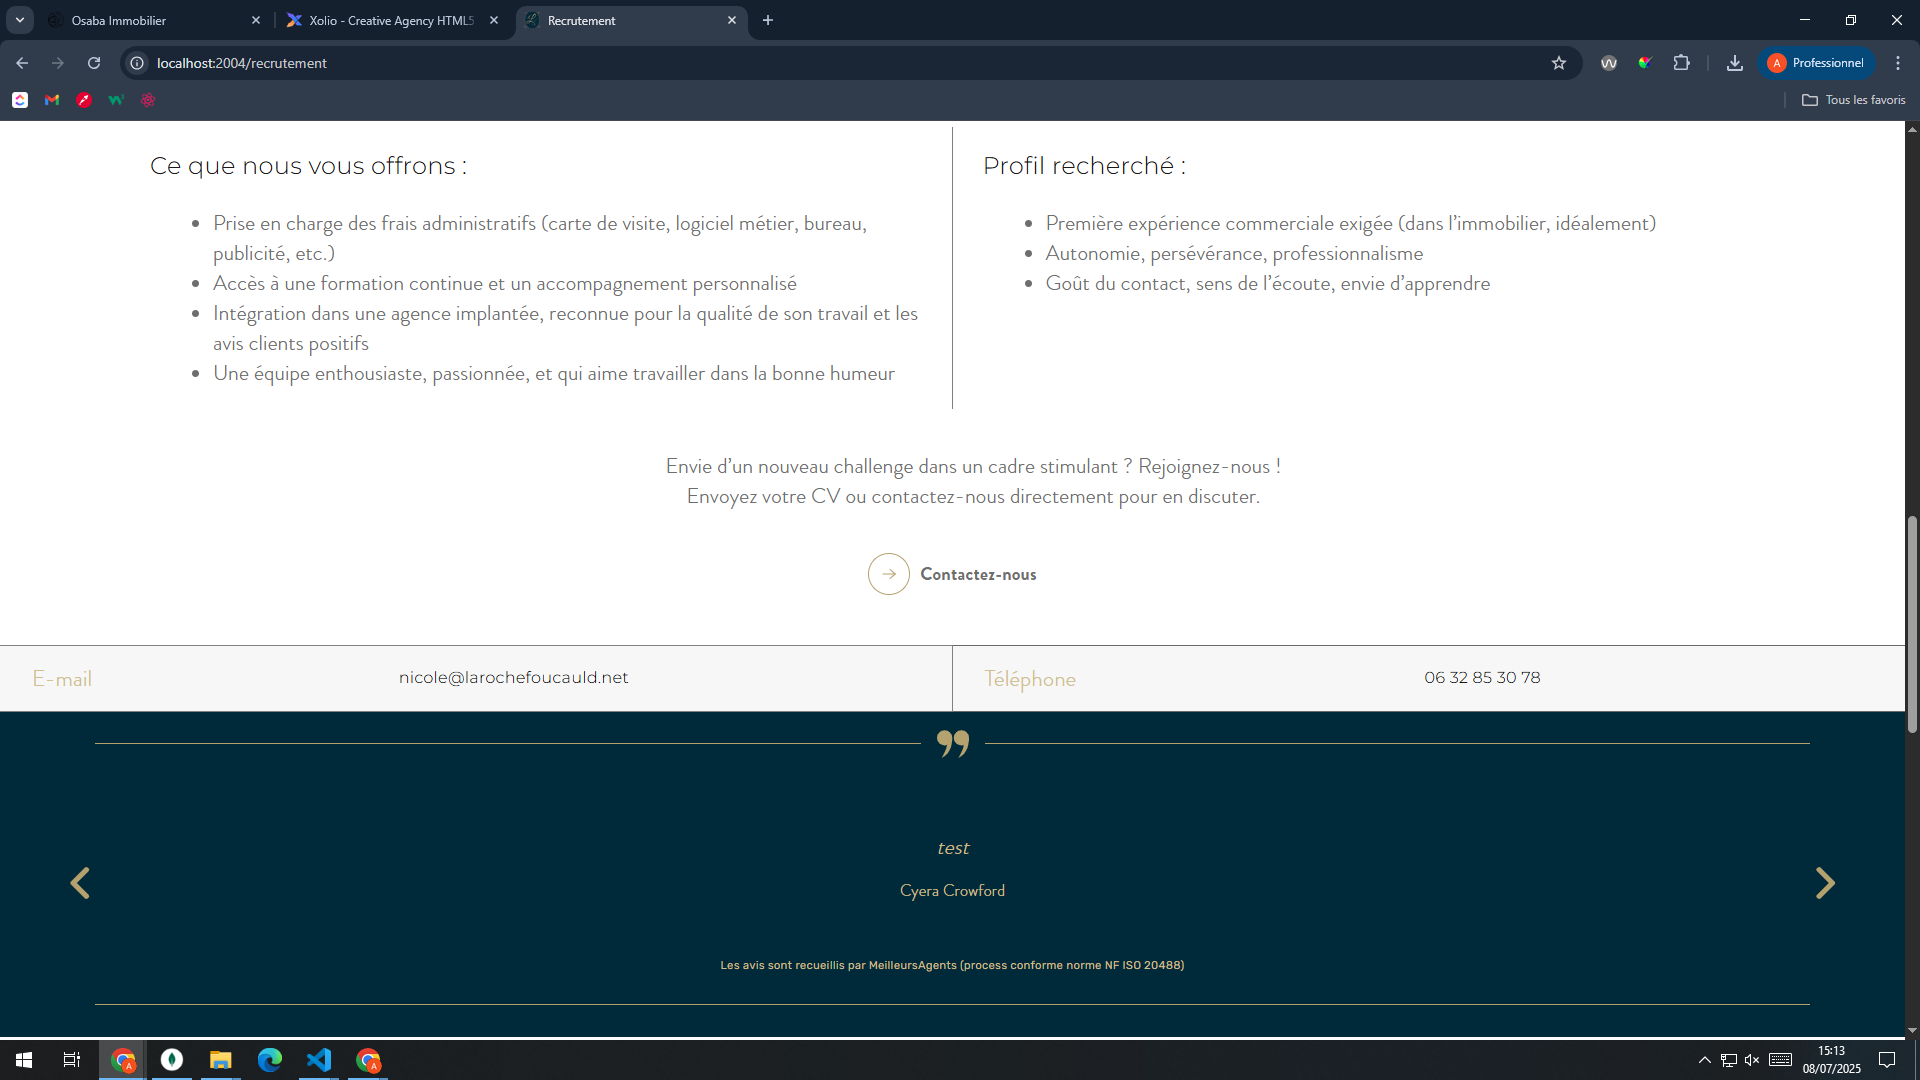 Osaba Immobilier
Xolio - Creative Agency HTML5
Recrutement
localhost:2004/recrutement
A Professionnel
Tous les favoris
Ce que nous vous offrons :
Prise en charge des frais administratifs (carte de visite, logiciel métier, bureau,
publicité, etc.)
Accès à une formation continue et un accompagnement personnalisé
Intégration dans une agence implantée, reconnue pour la qualité de son travail et les
avis clients positifs
Une équipe enthousiaste, passionnée, et qui aime travailler dans la bonne humeur
Profil recherché :
Première expérience commerciale exigée (dans l’immobilier, idéalement)
Autonomie, persévérance, professionnalisme
Goût du contact, sens de l’écoute, envie d’apprendre
Envie d’un nouveau challenge dans un cadre stimulant ? Rejoignez-nous !
Envoyez votre CV ou contactez-nous directement pour en discuter.
Contactez-nous
E-mail
nicole@larochefoucauld.net
Téléphone
06 32 85 30 78
test
Cyera Crowford
Les avis sont recueillis par MeilleursAgents (process conforme norme NF ISO 20488)
15:13
08/07/2025